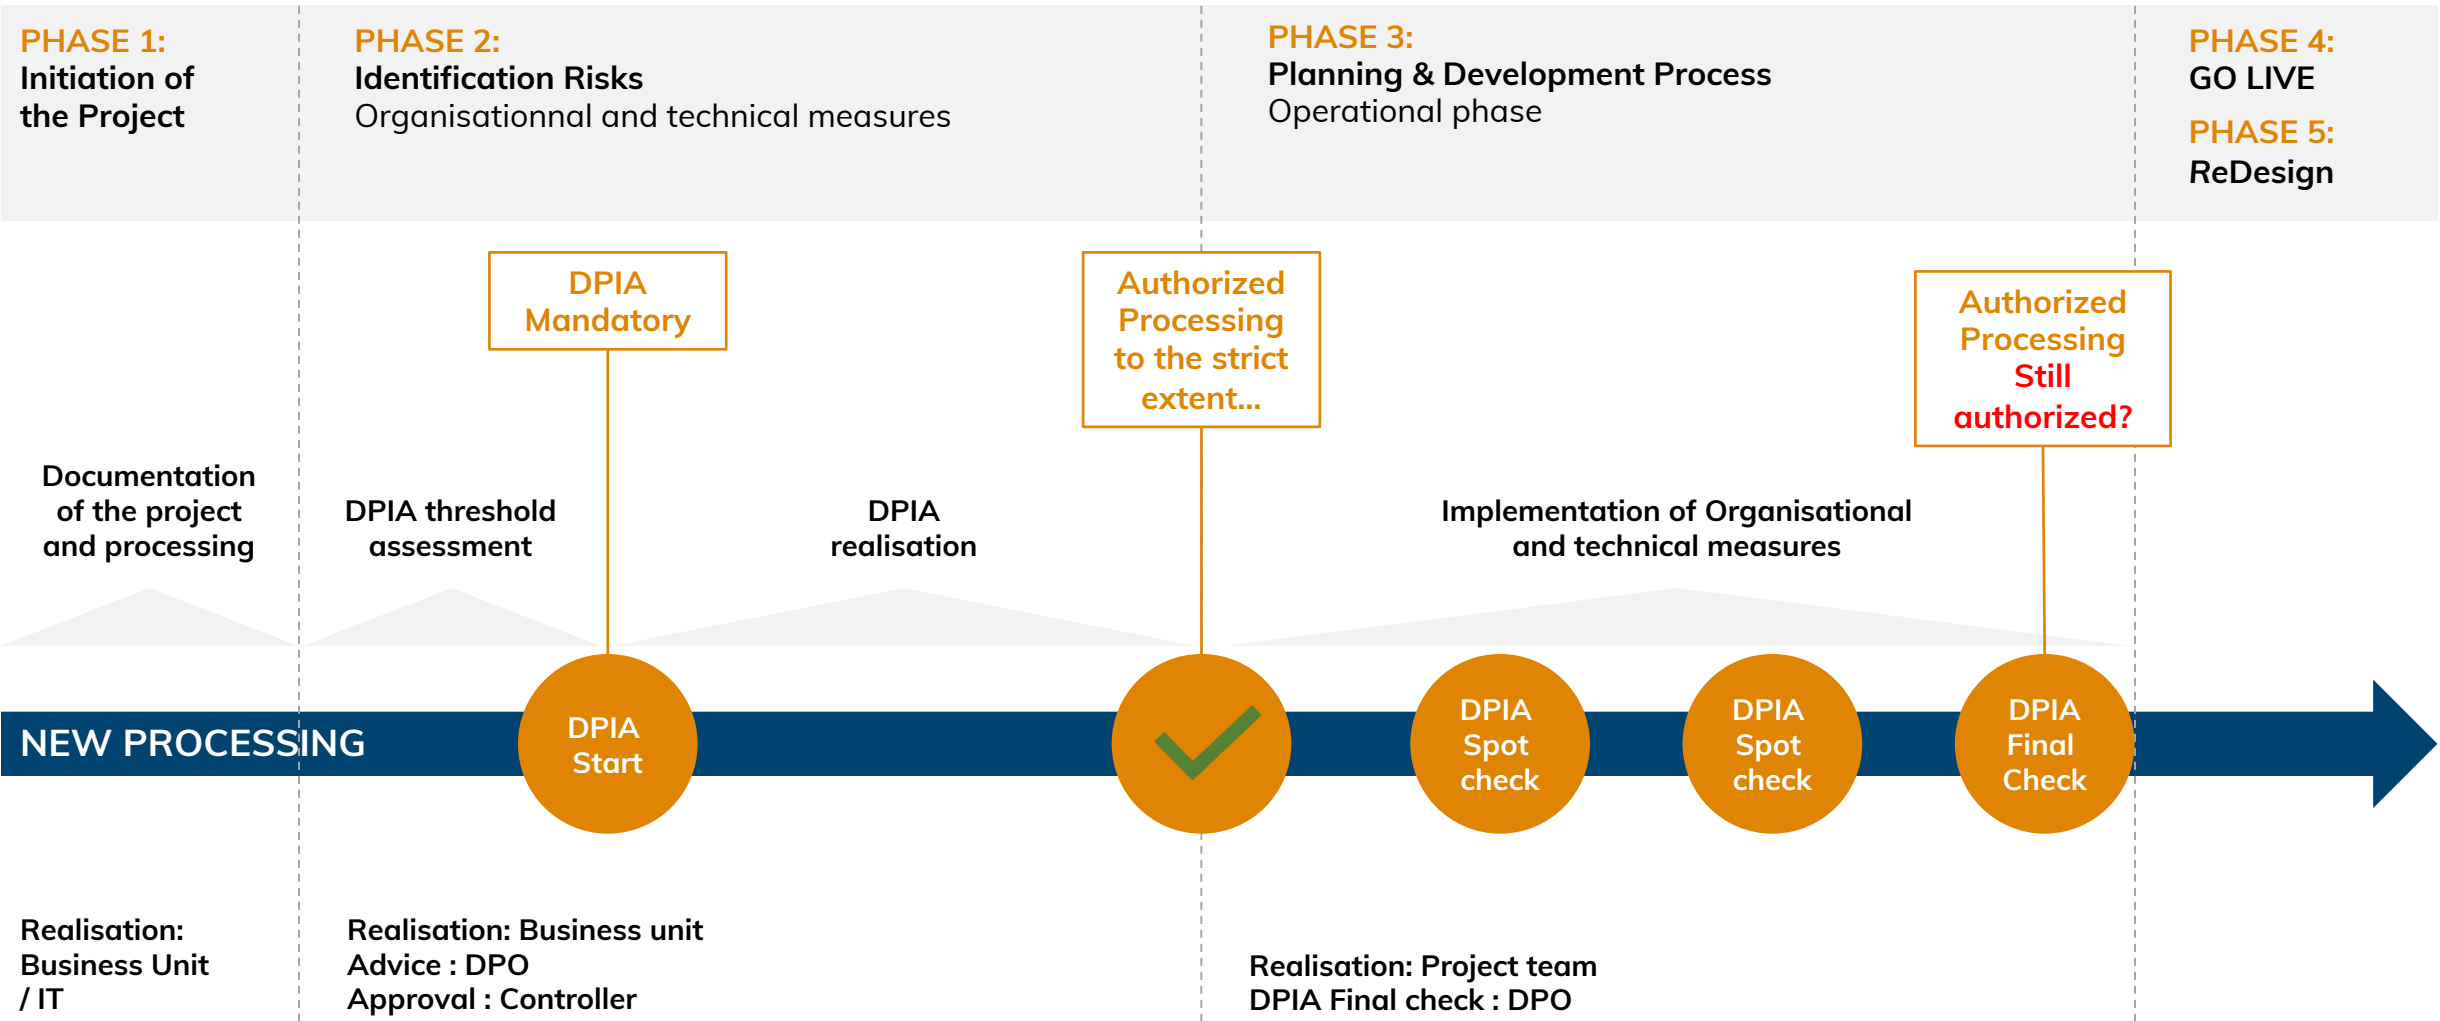 PHASE 1:
Initiation of
the Project
PHASE 2:
Identification Risks
Organisationnal and technical measures
PHASE 3:
Planning & Development Process
Operational phase
PHASE 4:
GO LIVE
PHASE 5:
ReDesign
DPIA
Mandatory
Authorized
Processing
to the strict
extent...
Authorized
Processing
Still
authorized?
Documentation
of the project
and processing
DPIA threshold
assessment
DPIA
realisation
Implementation of Organisational
and technical measures
NEW PROCESSING
DPIA
Start
DPIA
Spot
check
DPIA
Spot
check
DPIA
Final
Check
Realisation:
Business Unit
/ IT
Realisation: Business unit
Advice : DPO
Approval : Controller
Realisation: Project team
DPIA Final check : DPO